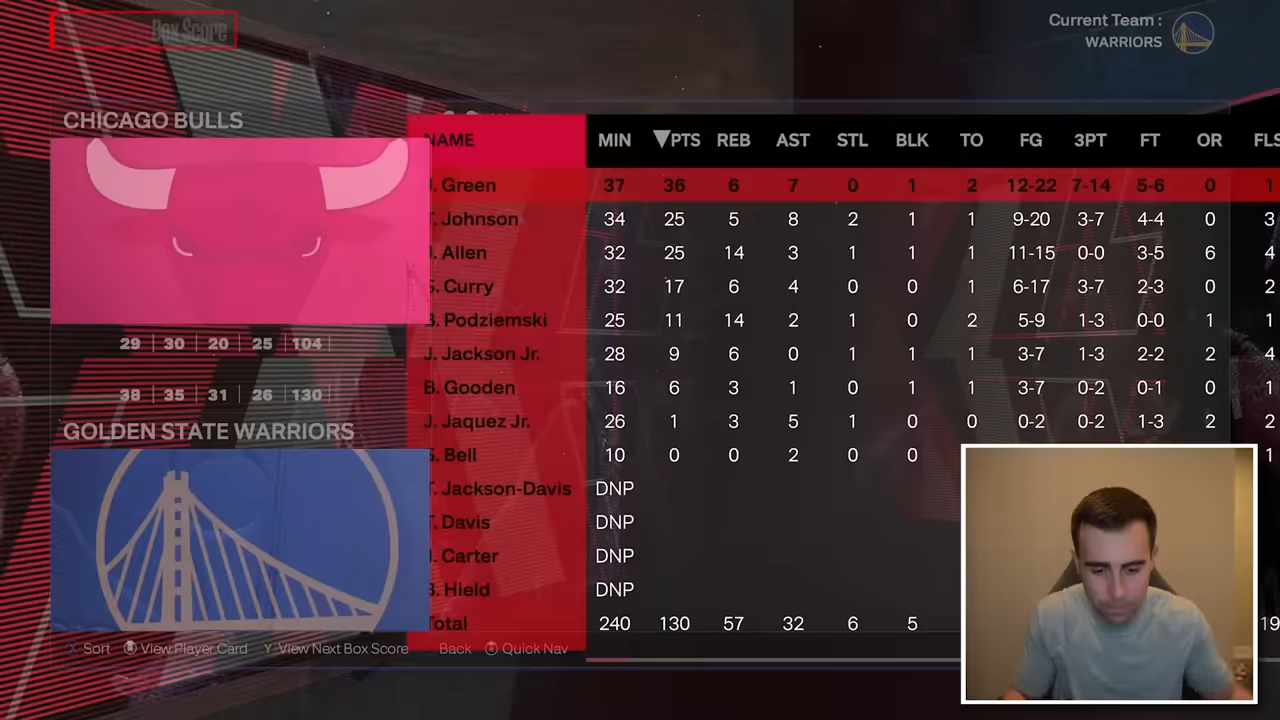 Box Score
Current Team :
WARRIORS
CHICAGO BULLS
29 30 20 25 104
38 35 31 26 130
GOLDEN STATE WARRIORS
NAME MIN PTS REB AST STL BLK TO FG 3PT FT OR FLS
J. Green 37 36 6 7 0 1 2 12-22 7-14 5-6 0 1
T. Johnson 34 25 5 8 2 1 1 9-20 3-7 4-4 0 3
J. Allen 32 25 14 3 1 1 1 11-15 0-0 3-5 6 4
S. Curry 32 17 6 4 0 0 1 6-17 3-7 2-3 0 2
B. Podziemski 25 11 14 2 1 0 2 5-9 1-3 0-0 1 1
J. Jackson Jr. 28 9 6 0 1 1 1 3-7 1-3 2-2 2 4
B. Gooden 16 6 3 1 0 1 1 3-7 0-2 0-1 0 1
J. Jaquez Jr. 26 1 3 5 1 0 0 0-2 0-2 1-3 2 2
S. Bell 10 0 0 2 0 0 1
T. Jackson-Davis DNP
T. Davis DNP
Carter DNP
B. Hield DNP
Total 240 130 57 32 6 5 19
X Sort View Player Card Y View Next Box Score Back Quick Nav